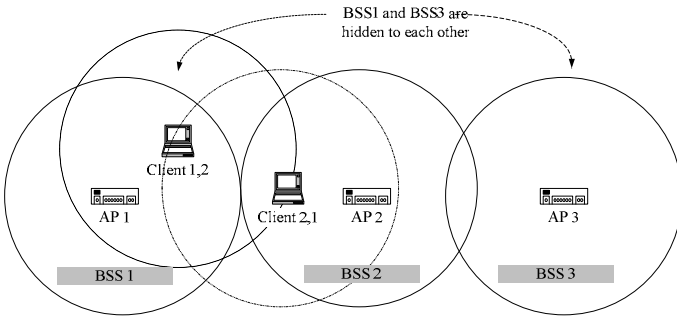 BSS1 and BSS3 are
hidden to each other
Client 1,2
AP 1
Client 2,1
AP 2
AP 3
BSS 1
BSS 2
BSS 3